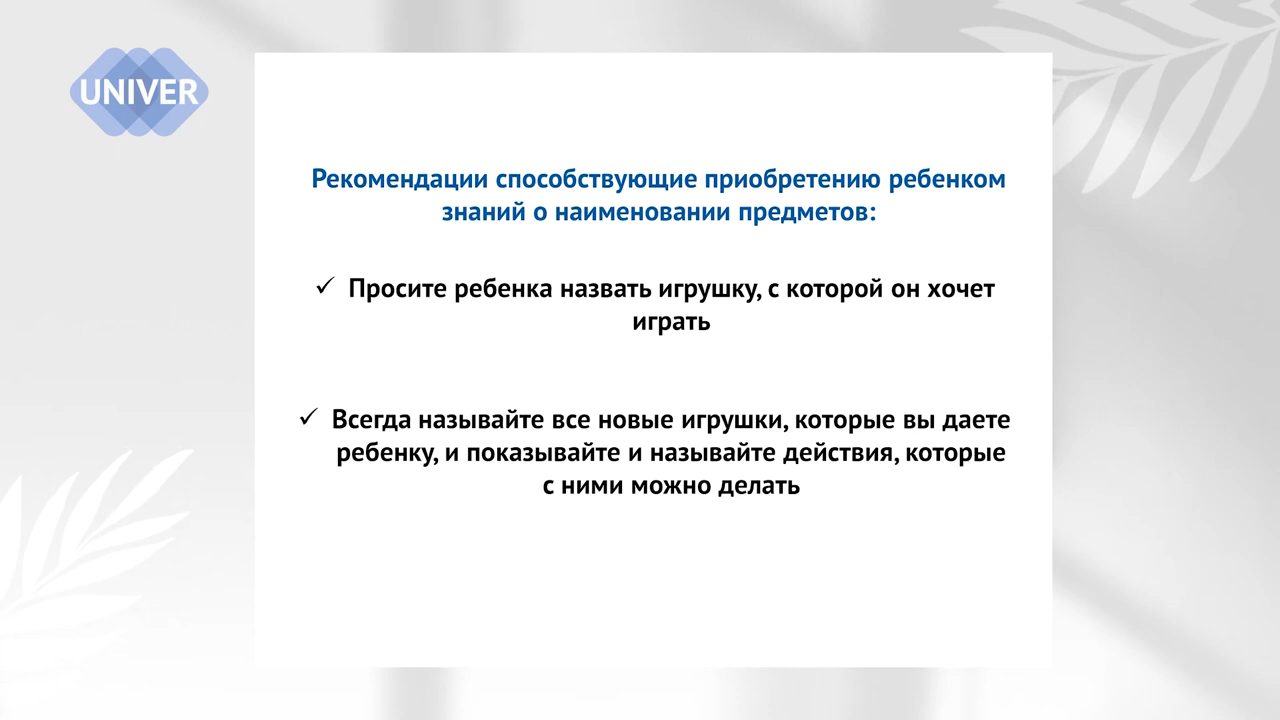 UNIVER
Рекомендации способствующие приобретению ребенком
знаний о наименовании предметов:
✓ Просите ребенка назвать игрушку, с которой он хочет
играть
✓ Всегда называйте все новые игрушки, которые вы даете
ребенку, и показывайте и называйте действия, которые
с ними можно делать